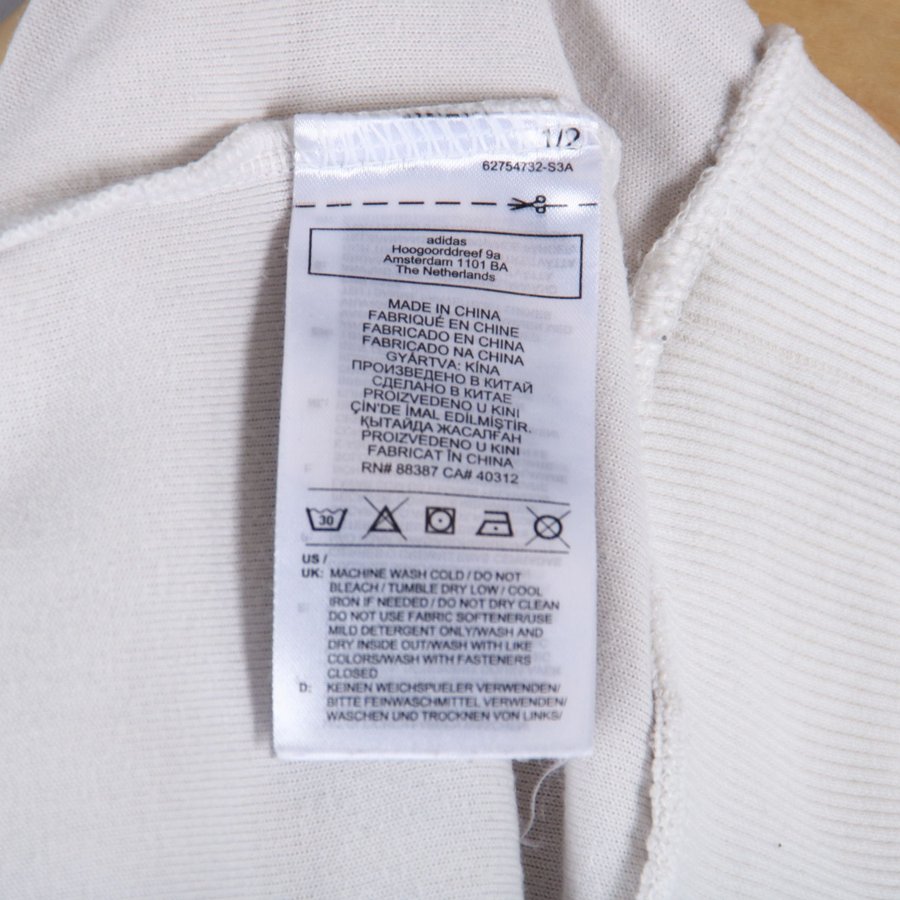 1/2
62754732-S3A
adidas
Hoogoorddreef 9a
Amsterdam 1101 BA
The Netherlands
MADE IN CHINA
FABRIQUÉ EN CHINE
FABRICADO EN CHINA
FABRICADO NA CHINA
GYÁRTVA: KÍNA
ПРОИЗВЕДЕНО В КИТАЙ
СДЕЛАНО В КИТАЕ
PROIZVEDENO U KINI
ÇİN'DE İMAL EDİLMİŞTİR.
ҚЫТАЙДА ЖАСАЛҒАН
PROIZVEDENO U KINI
FABRICAT ÎN CHINA
RN# 88387 CA# 40312
30
US /
UK: MACHINE WASH COLD / DO NOT
BLEACH / TUMBLE DRY LOW / COOL
IRON IF NEEDED / DO NOT DRY CLEAN
DO NOT USE FABRIC SOFTENER/USE
MILD DETERGENT ONLY/WASH AND
DRY INSIDE OUT/WASH WITH LIKE
COLORS/WASH WITH FASTENERS
CLOSED
D: KEINEN WEICHSPUELER VERWENDEN/
BITTE FEINWASCHMITTEL VERWENDEN/
WASCHEN UND TROCKNEN VON LINKS/